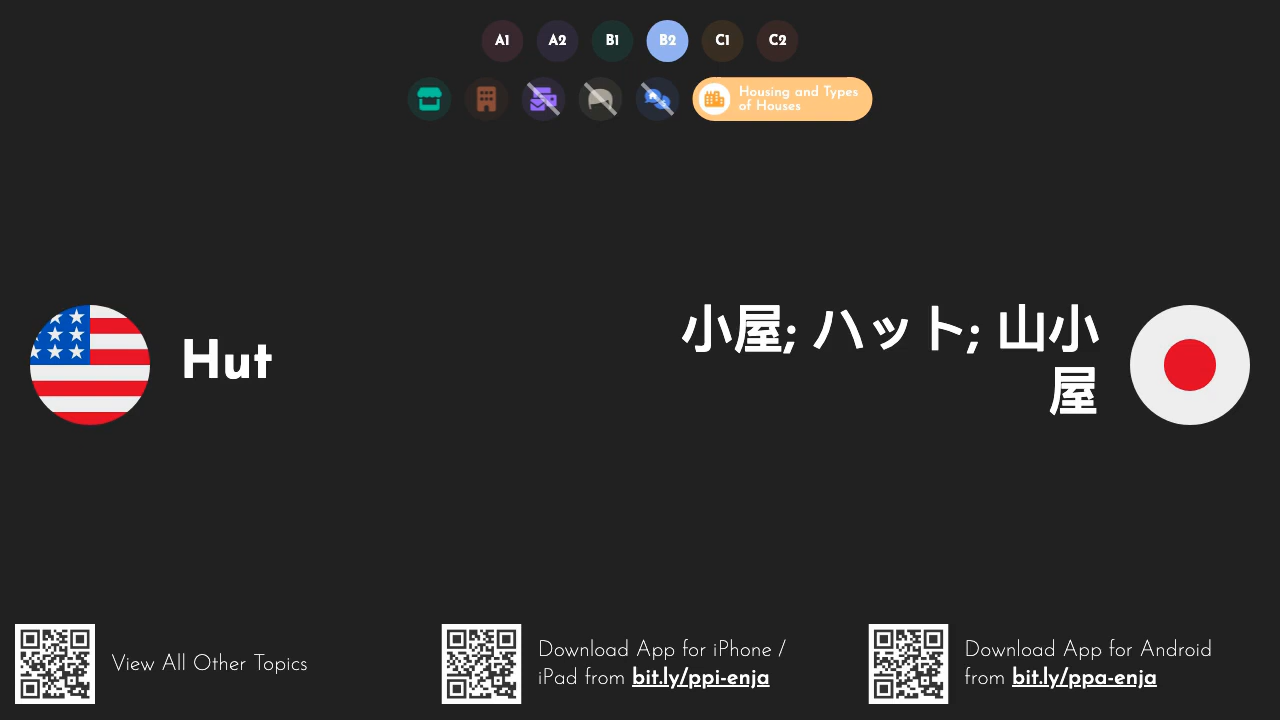 A1 A2 B1 B2 C1 C2
Housing and Types
of Houses
Hut
小屋; ハット; 山小
屋
View All Other Topics
Download App for iPhone /
iPad from bit.ly/ppi-enja
Download App for Android
from bit.ly/ppa-enja